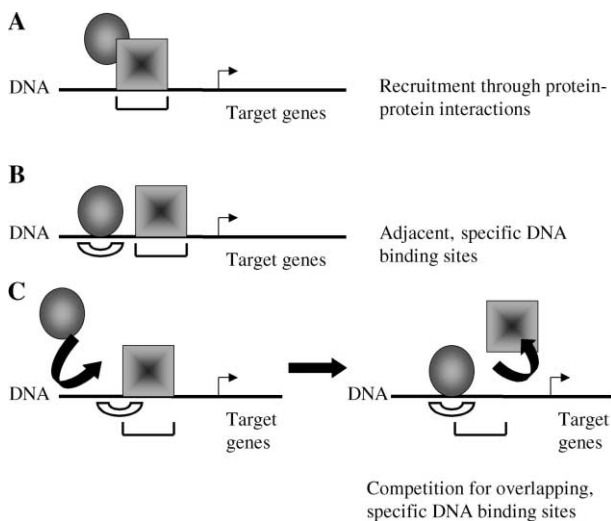 A
DNA
Target genes
Recruitment through protein-
protein interactions
B
DNA
Target genes
Adjacent, specific DNA
binding sites
C
DNA
Target
genes
DNA
Target
genes
Competition for overlapping,
specific DNA binding sites